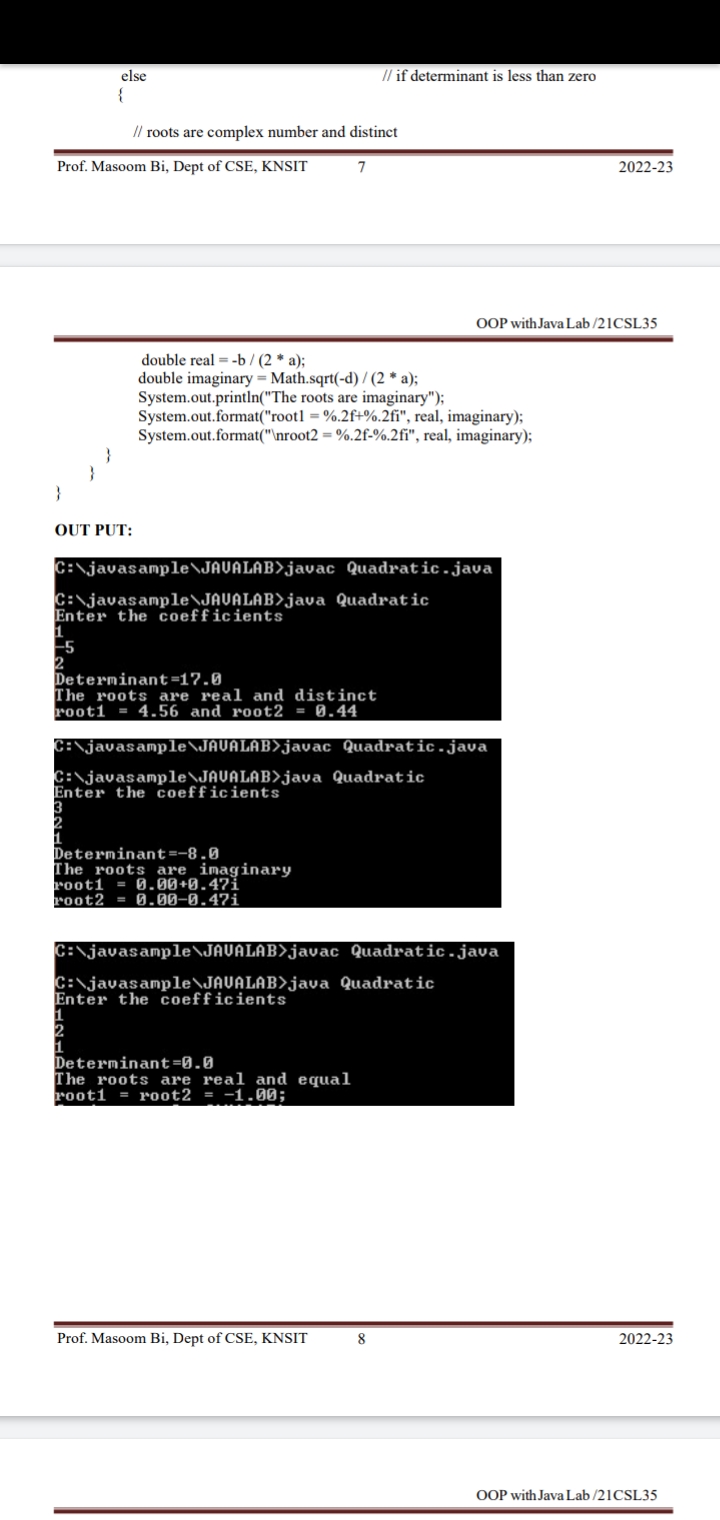 else // if determinant is less than zero
{
// roots are complex number and distinct
Prof. Masoom Bi, Dept of CSE, KNSIT 7 2022-23
OOP with Java Lab /21CSL35
double real = -b / (2 * a);
double imaginary = Math.sqrt(-d) / (2 * a);
System.out.println("The roots are imaginary");
System.out.format("root1 = %.2f+%.2fi", real, imaginary);
System.out.format("\nroot2 = %.2f-%.2fi", real, imaginary);
}
}
}
OUT PUT:
C:\javasample\JAVALAB>javac Quadratic.java
C:\javasample\JAVALAB>java Quadratic
Enter the coefficients
1
-5
2
Determinant=17.0
The roots are real and distinct
root1 = 4.56 and root2 = 0.44
C:\javasample\JAVALAB>javac Quadratic.java
C:\javasample\JAVALAB>java Quadratic
Enter the coefficients
3
2
1
Determinant=-8.0
The roots are imaginary
root1 = 0.00+0.47i
root2 = 0.00-0.47i
C:\javasample\JAVALAB>javac Quadratic.java
C:\javasample\JAVALAB>java Quadratic
Enter the coefficients
1
2
1
Determinant=0.0
The roots are real and equal
root1 = root2 = -1.00;
Prof. Masoom Bi, Dept of CSE, KNSIT 8 2022-23
OOP with Java Lab /21CSL35